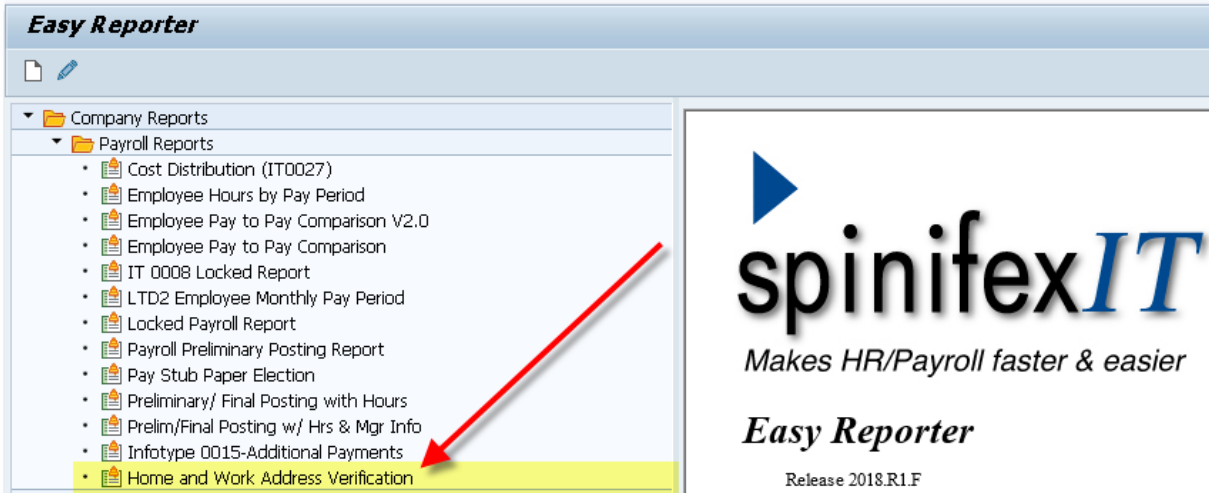 Easy Reporter
Company Reports
Payroll Reports
Cost Distribution (IT0027)
Employee Hours by Pay Period
Employee Pay to Pay Comparison V2.0
Employee Pay to Pay Comparison
IT 0008 Locked Report
LTD2 Employee Monthly Pay Period
Locked Payroll Report
Payroll Preliminary Posting Report
Pay Stub Paper Election
Preliminary/ Final Posting with Hours
Prelim/Final Posting w/ Hrs & Mgr Info
Infotype 0015-Additional Payments
Home and Work Address Verification
spinifexIT
Makes HR/Payroll faster & easier
Easy Reporter
Release 2018.R1.F